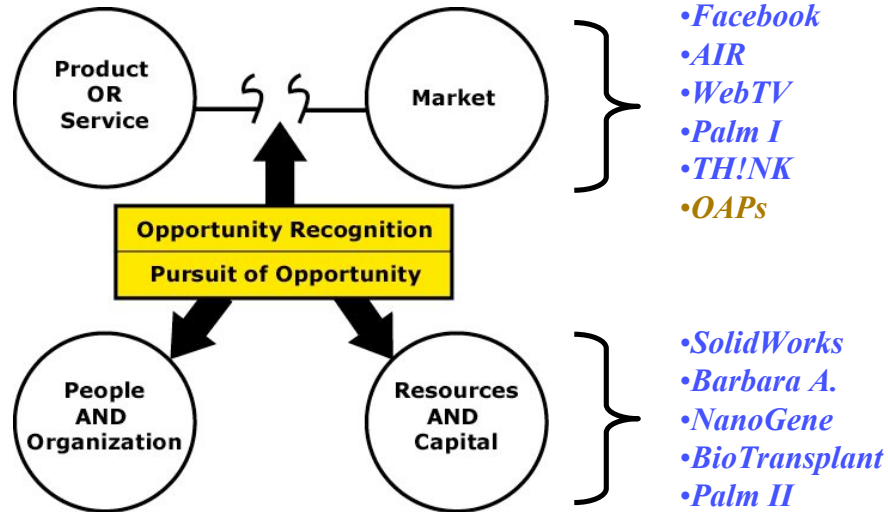 Product
OR
Service
Market
•Facebook
•AIR
•WebTV
•Palm I
•TH!NK
•OAPs
Opportunity Recognition
Pursuit of Opportunity
People
AND
Organization
Resources
AND
Capital
•SolidWorks
•Barbara A.
•NanoGene
•BioTransplant
•Palm II